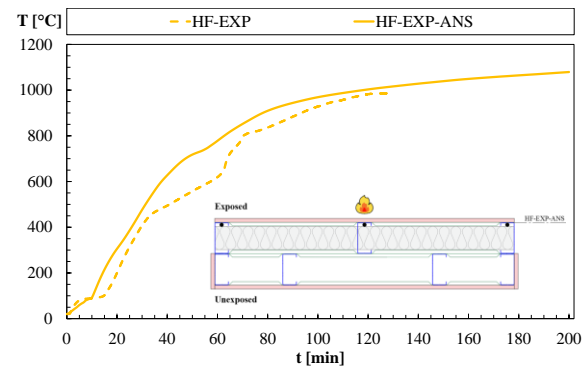 T [°C]
HF-EXP
HF-EXP-ANS
1200
1000
800
600
400
200
0
Exposed
HF-EXP-ANS
Unexposed
0 20 40 60 80 100 120 140 160 180 200
t [min]